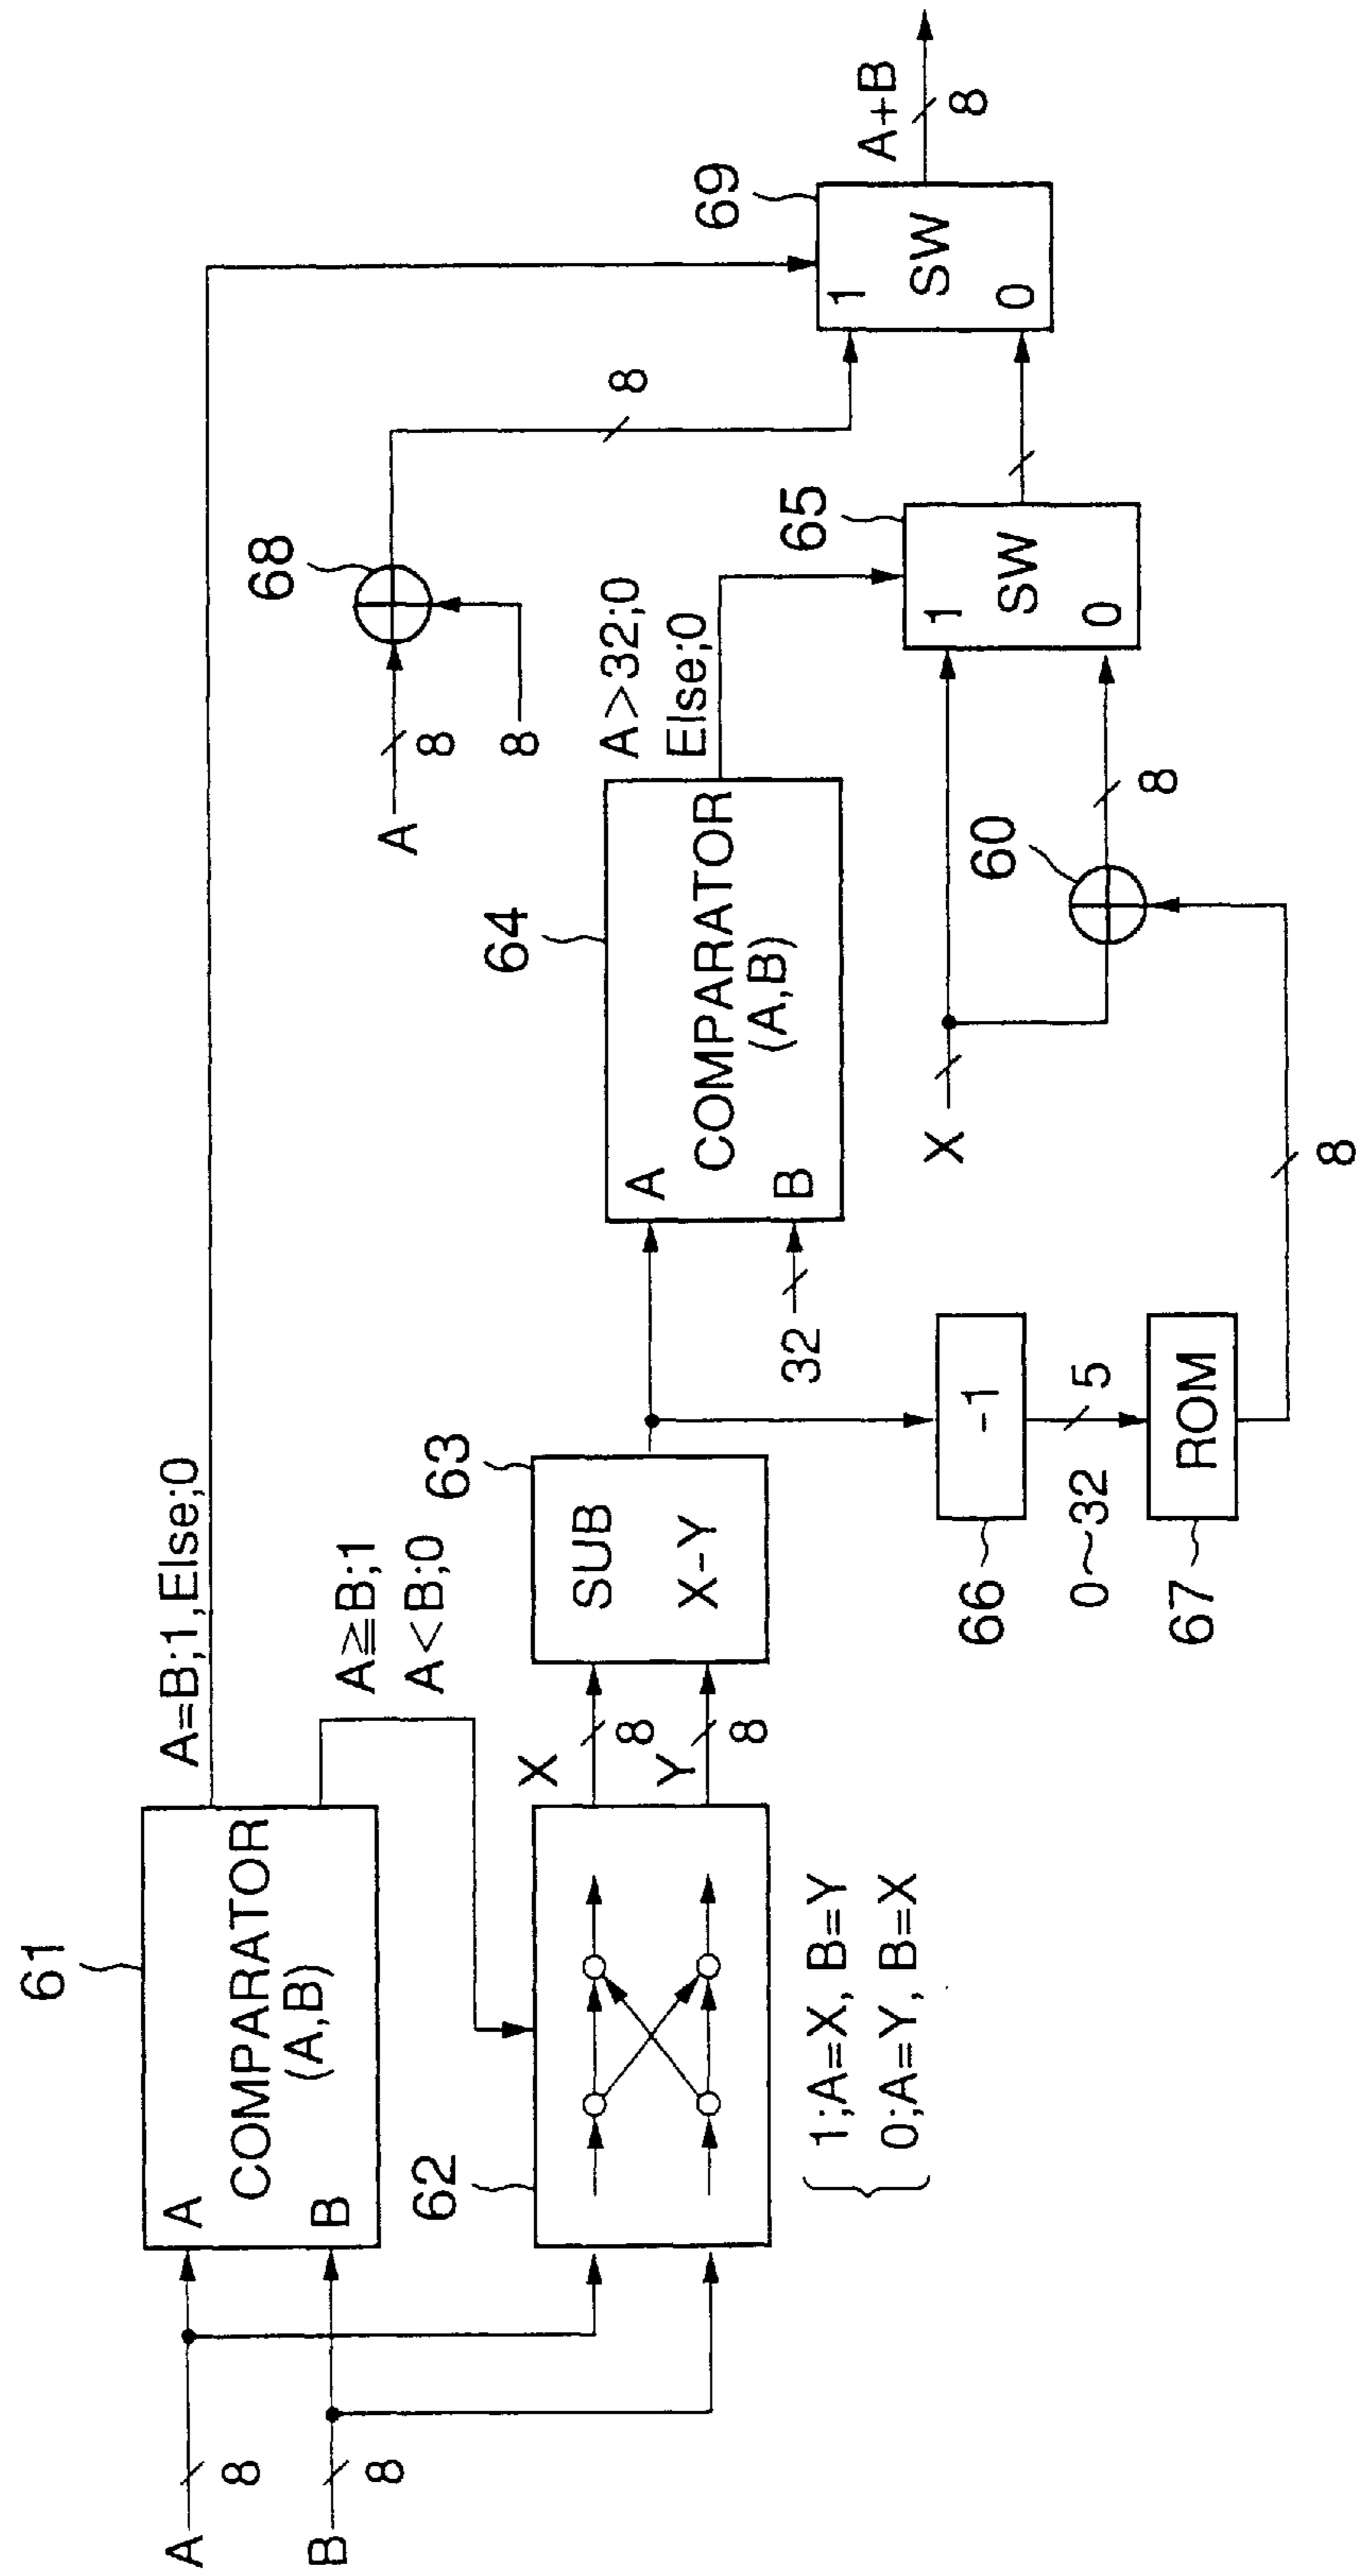 A
8
B
8
61
A
COMPARATOR
(A,B)
B
A=B;1,Else;0
A≧B;1
A<B;0
62
1;A=X, B=Y
0;A=Y, B=X
X
8
Y
8
63
SUB
X-Y
66
-1
0~32
5
67
ROM
8
64
A
COMPARATOR
(A,B)
B
32
A>32;0
Else;0
X
60
8
65
1
SW
0
A
8
8
68
8
69
1
SW
0
A+B
8